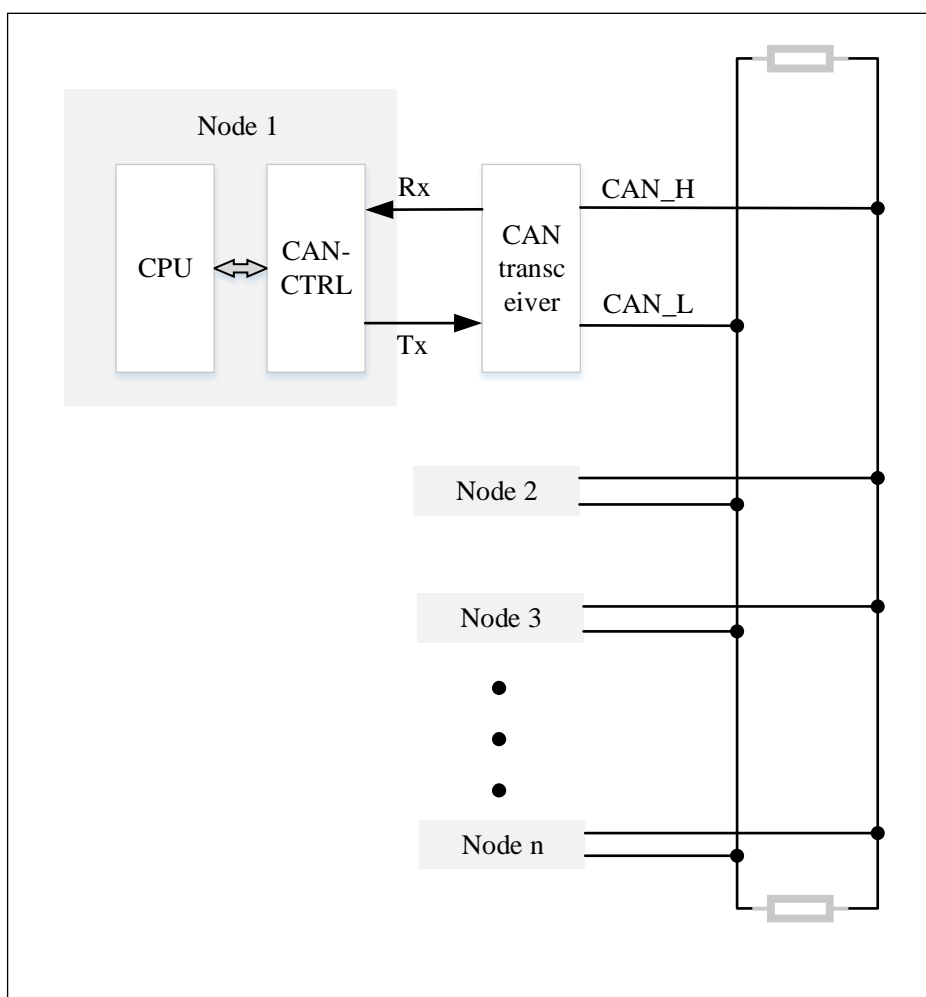 Node 1
Rx
CAN_H
CPU
CAN-
CTRL
CAN
transc
eiver
CAN_L
Tx
Node 2
Node 3
Node n